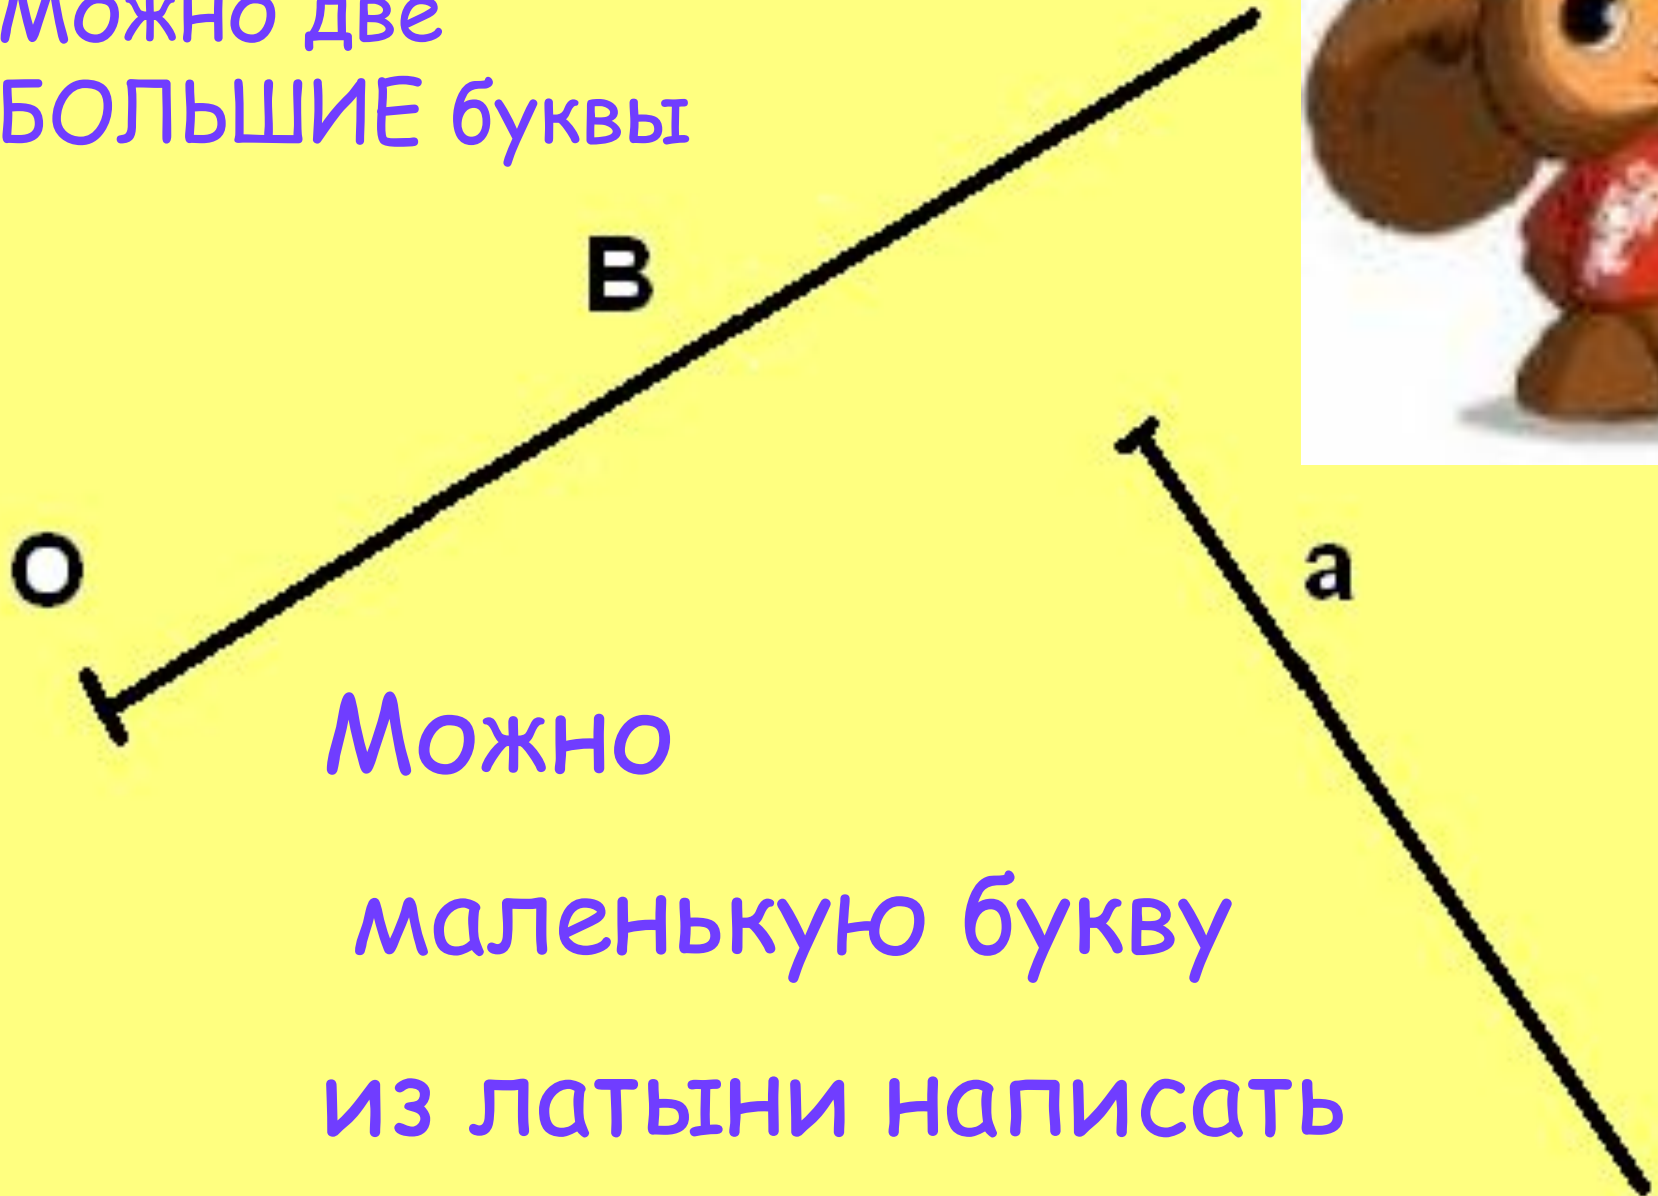 Можно две
БОЛЬШИЕ буквы
B
O
a
Можно
маленькую букву
из латыни написать